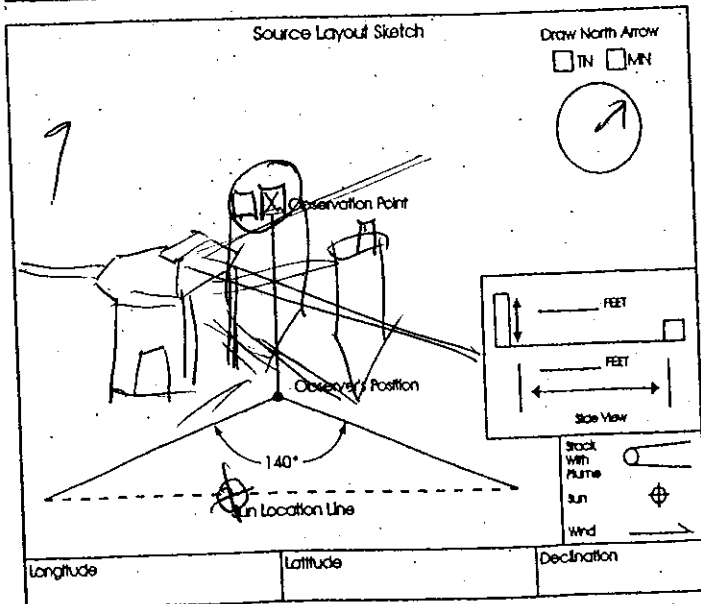 Source Layout Sketch
Draw North Arrow
TN MN
X Observation Point
FEET
Observer's Position
FEET
Side View
140°
Stack
With
Plume
Sun
Sun Location Line
Wind
Longitude
Latitude
Declination